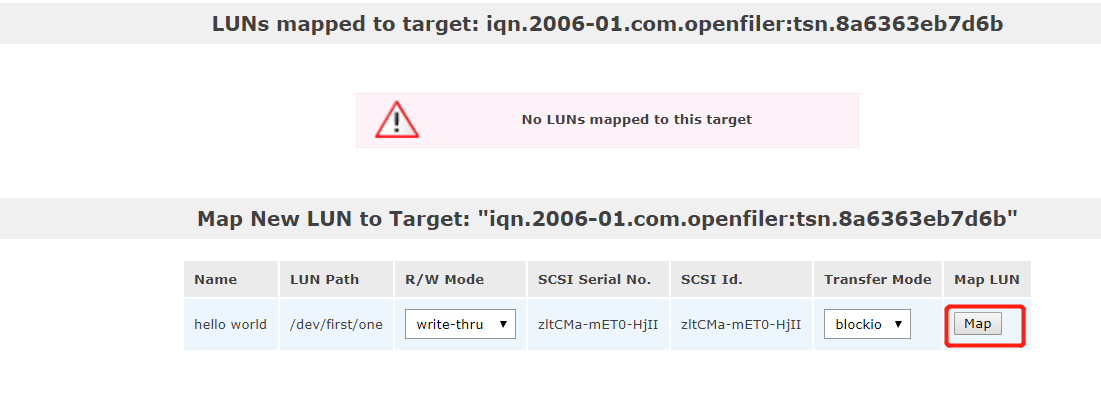 LUNs mapped to target: iqn.2006-01.com.openfiler:tsn.8a6363eb7d6b
No LUNs mapped to this target
Map New LUN to Target: "iqn.2006-01.com.openfiler:tsn.8a6363eb7d6b"
Name LUN Path R/W Mode SCSI Serial No. SCSI Id. Transfer Mode Map LUN
hello world /dev/first/one write-thru zltCMa-mET0-HjII zltCMa-mET0-HjII blockio Map